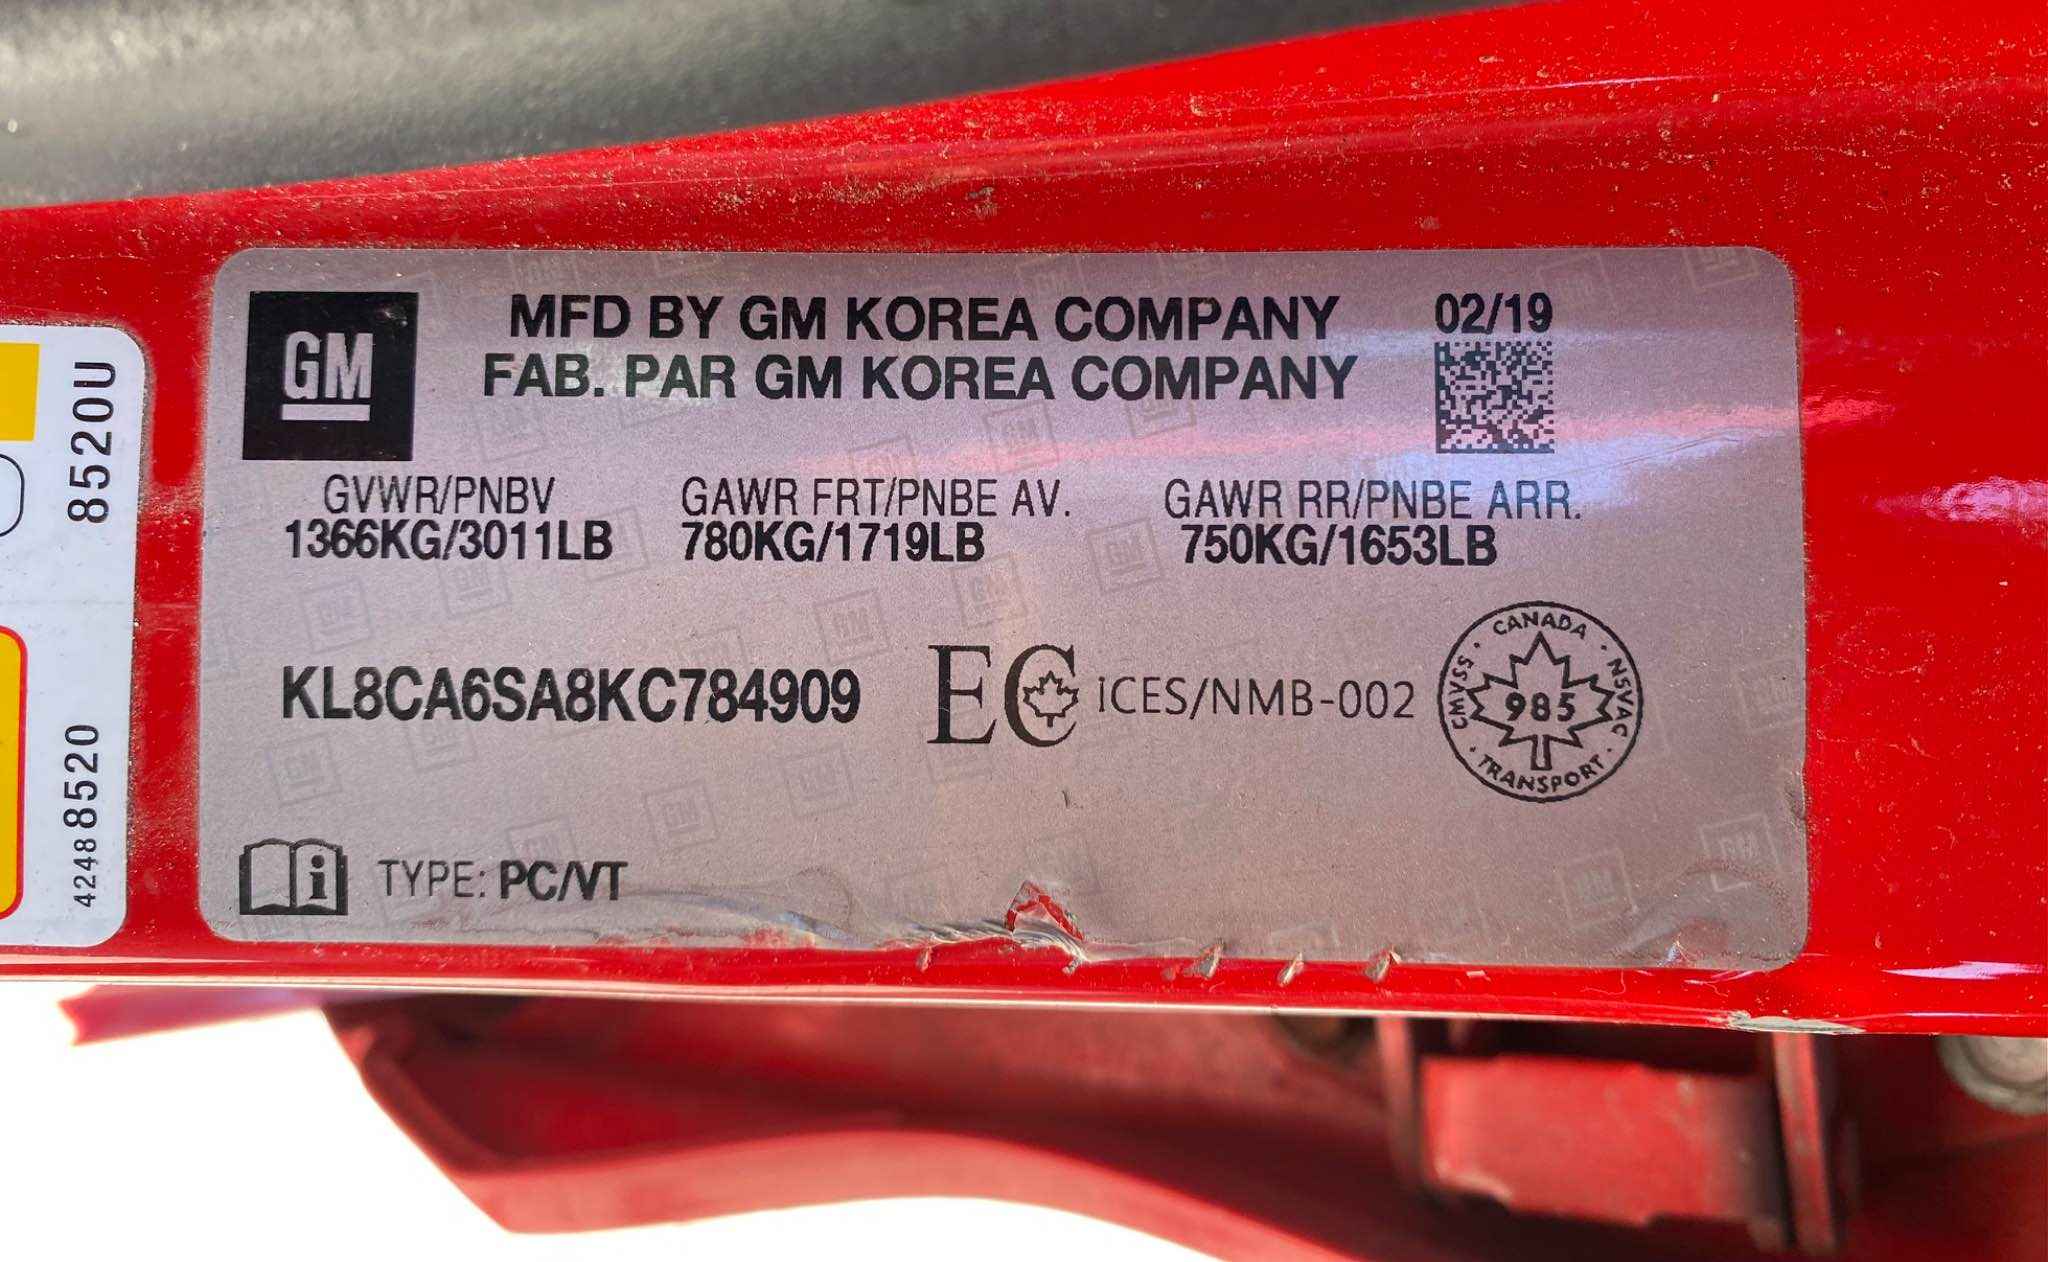 GM
MFD BY GM KOREA COMPANY
FAB. PAR GM KOREA COMPANY
02/19
GVWR/PNBV GAWR FRT/PNBE AV. GAWR RR/PNBE ARR.
1366KG/3011LB 780KG/1719LB 750KG/1653LB
KL8CA6SA8KC784909 EC ICES/NMB-002
CANADA
CMVSS 985 NSVAC
TRANSPORT
i TYPE: PC/VT
8520U
42488520